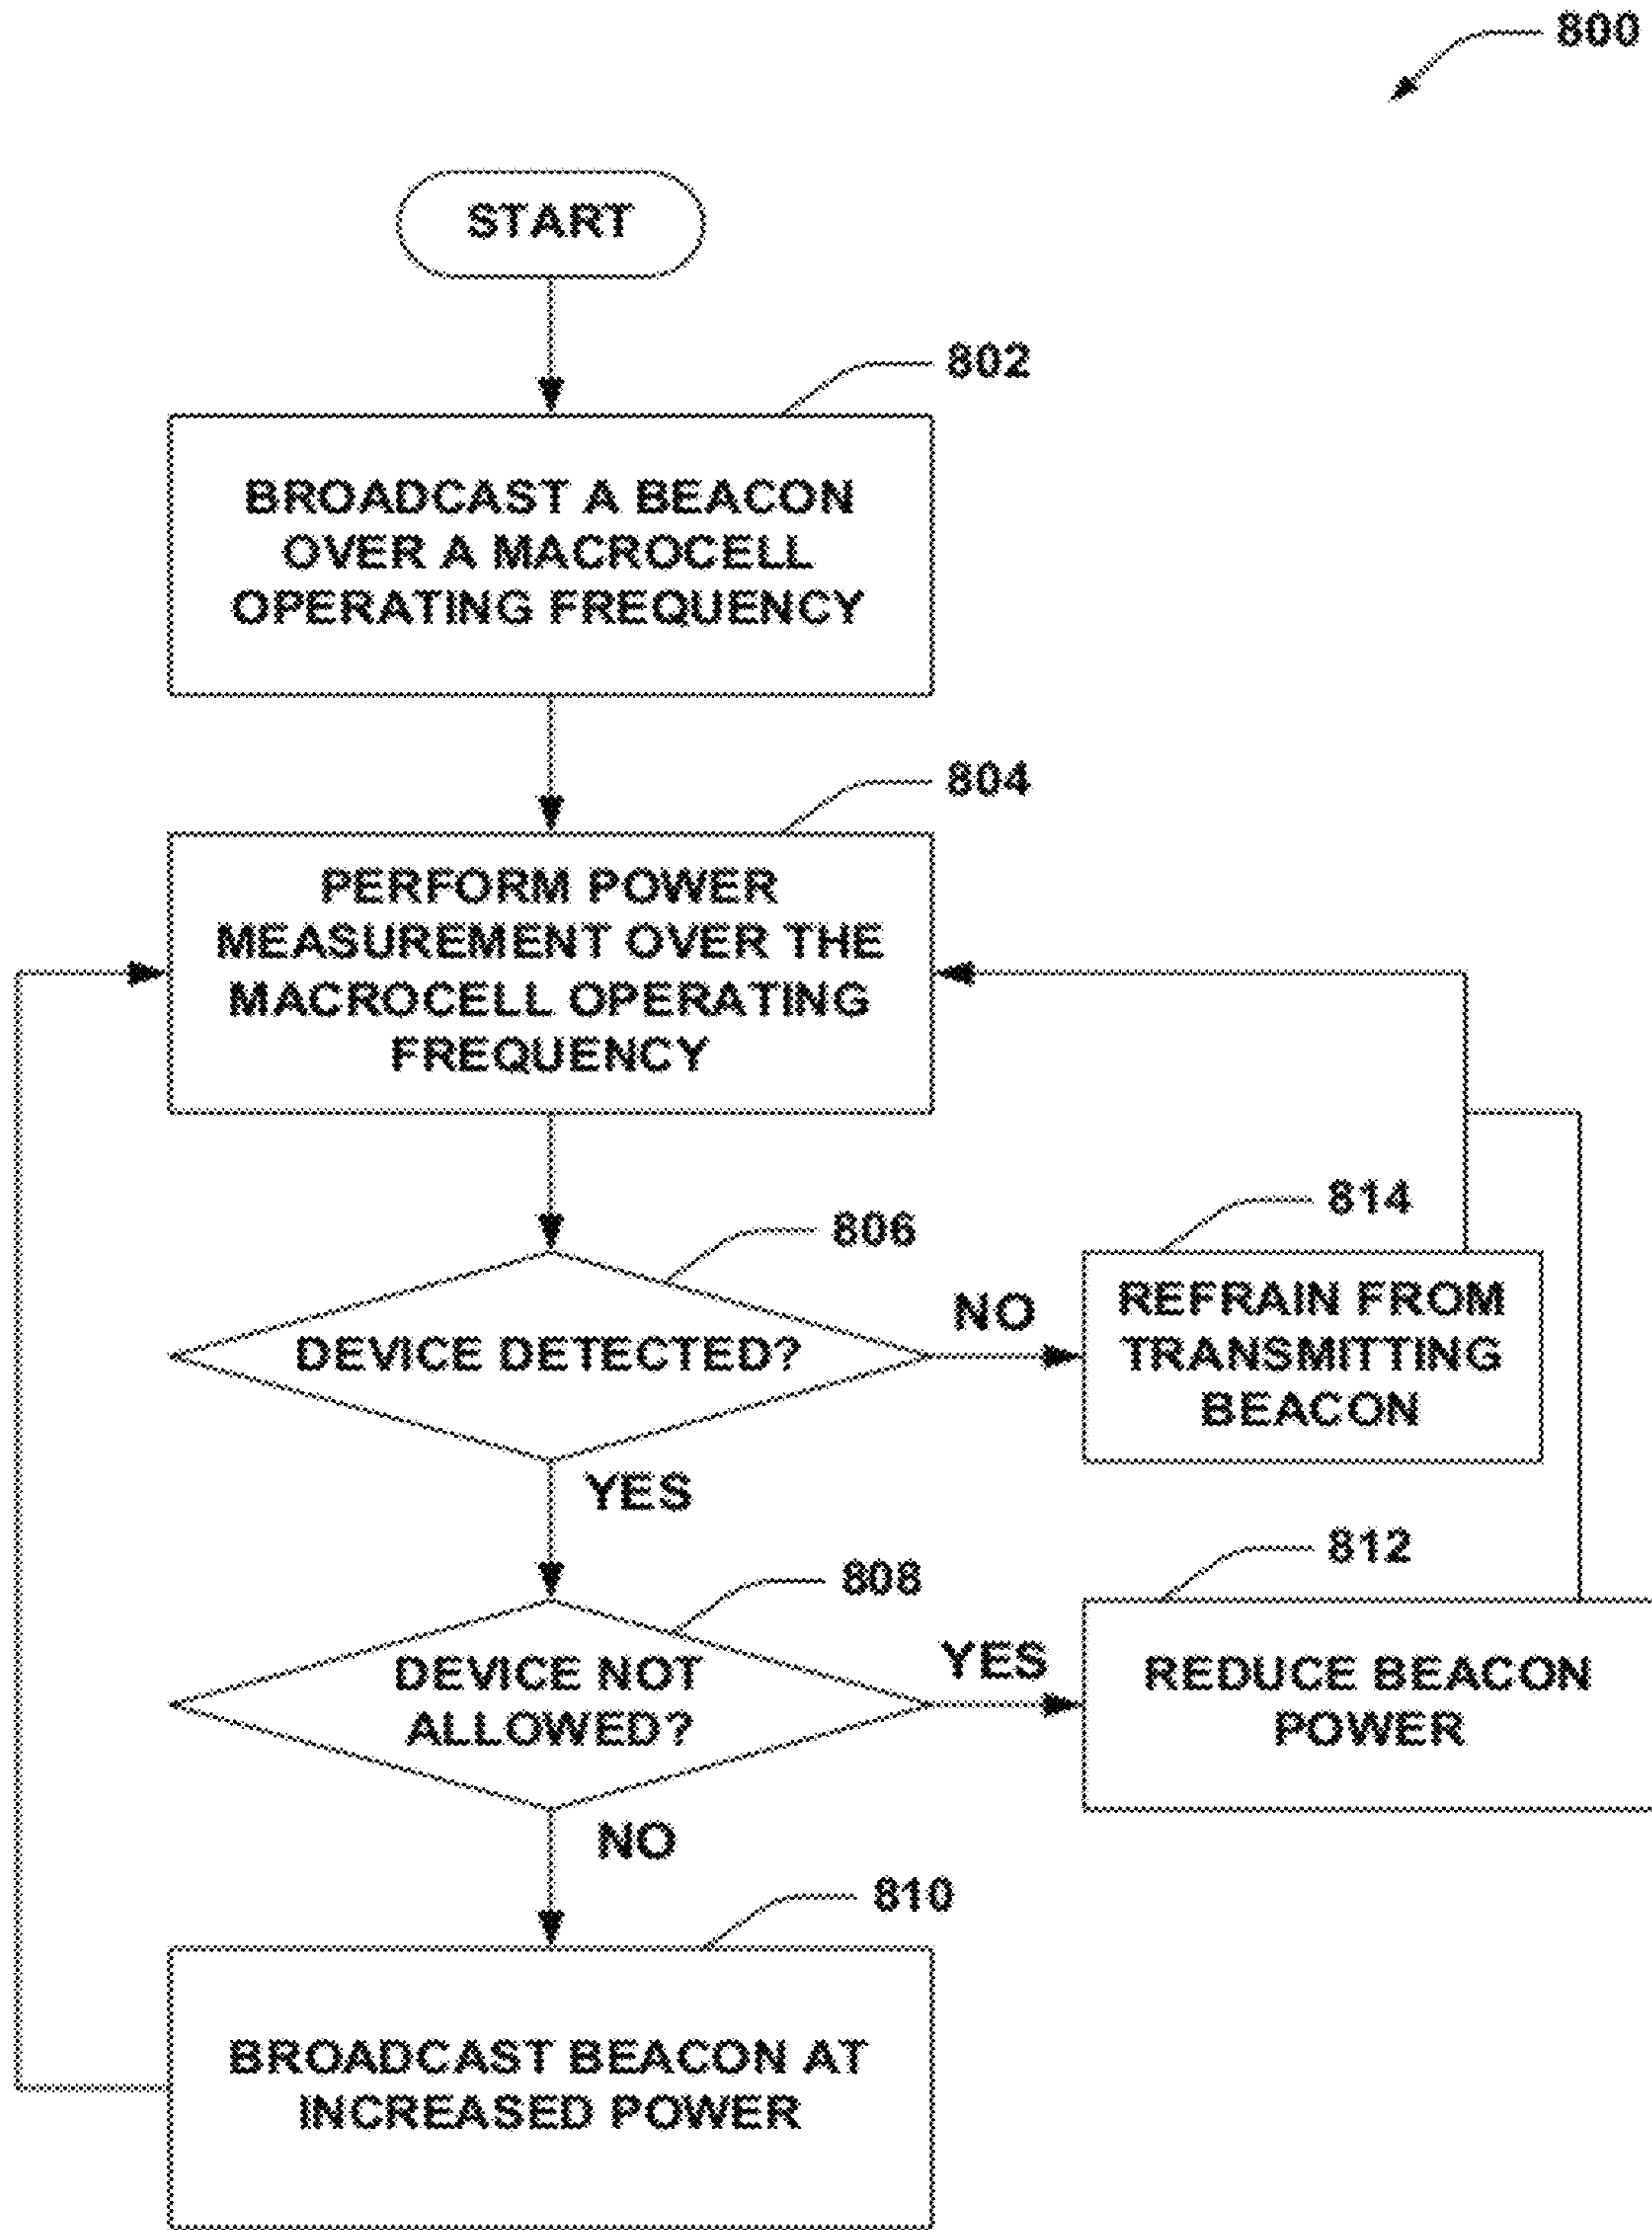 800
START
802
BROADCAST A BEACON
OVER A MACROCELL
OPERATING FREQUENCY
804
PERFORM POWER
MEASUREMENT OVER THE
MACROCELL OPERATING
FREQUENCY
806
DEVICE DETECTED?
NO
814
REFRAIN FROM
TRANSMITTING
BEACON
YES
808
DEVICE NOT
ALLOWED?
YES
812
REDUCE BEACON
POWER
NO
810
BROADCAST BEACON AT
INCREASED POWER